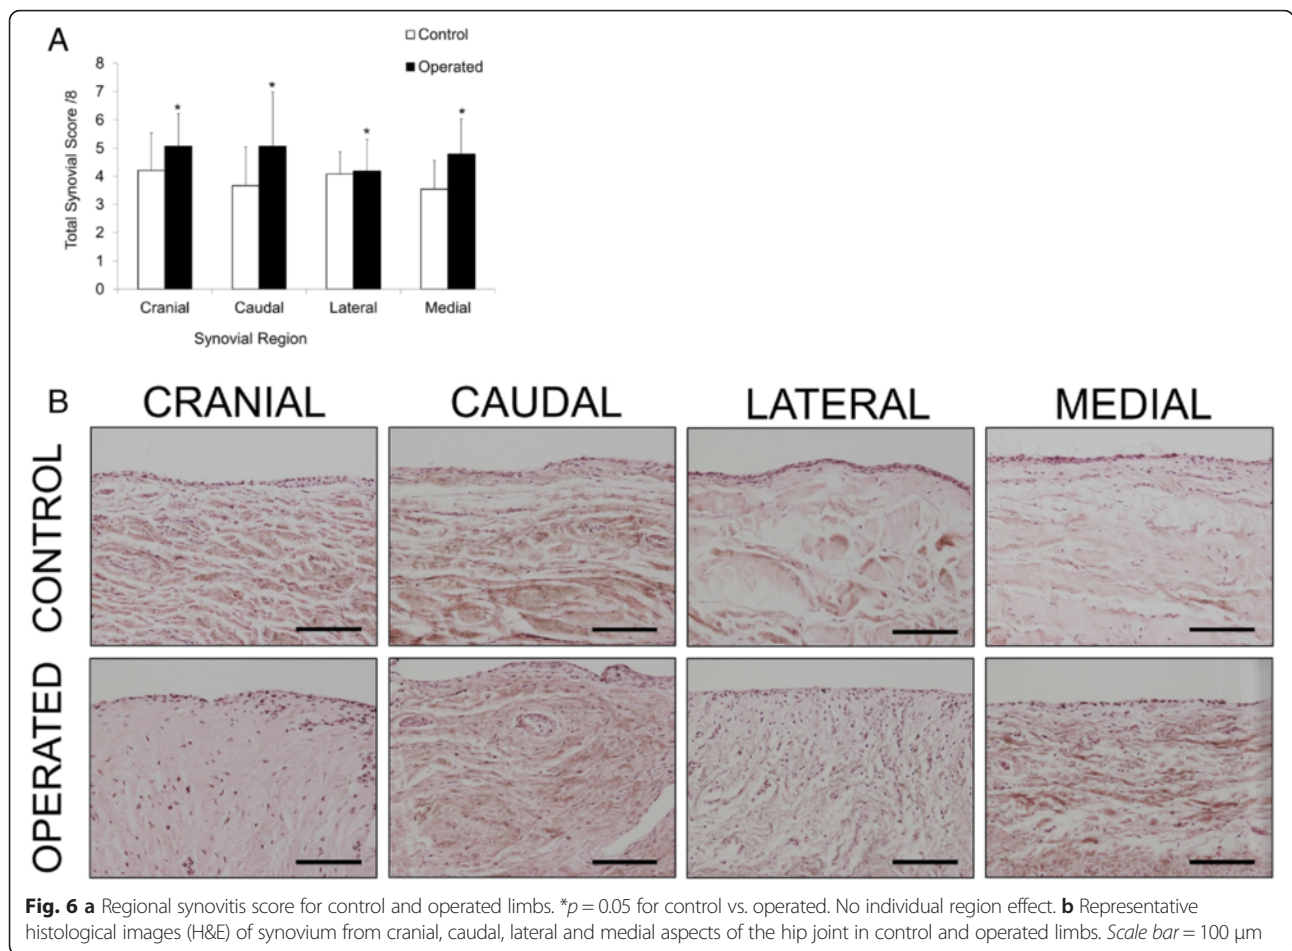 A
Control
Operated
8
7
6
5
4
3
2
1
0
Total Synovial Score /8
*
*
*
*
Cranial Caudal Lateral Medial
Synovial Region
B
CRANIAL CAUDAL LATERAL MEDIAL
CONTROL
OPERATED
Fig. 6 a Regional synovitis score for control and operated limbs. *p = 0.05 for control vs. operated. No individual region effect. b Representative
histological images (H&E) of synovium from cranial, caudal, lateral and medial aspects of the hip joint in control and operated limbs. Scale bar = 100 μm